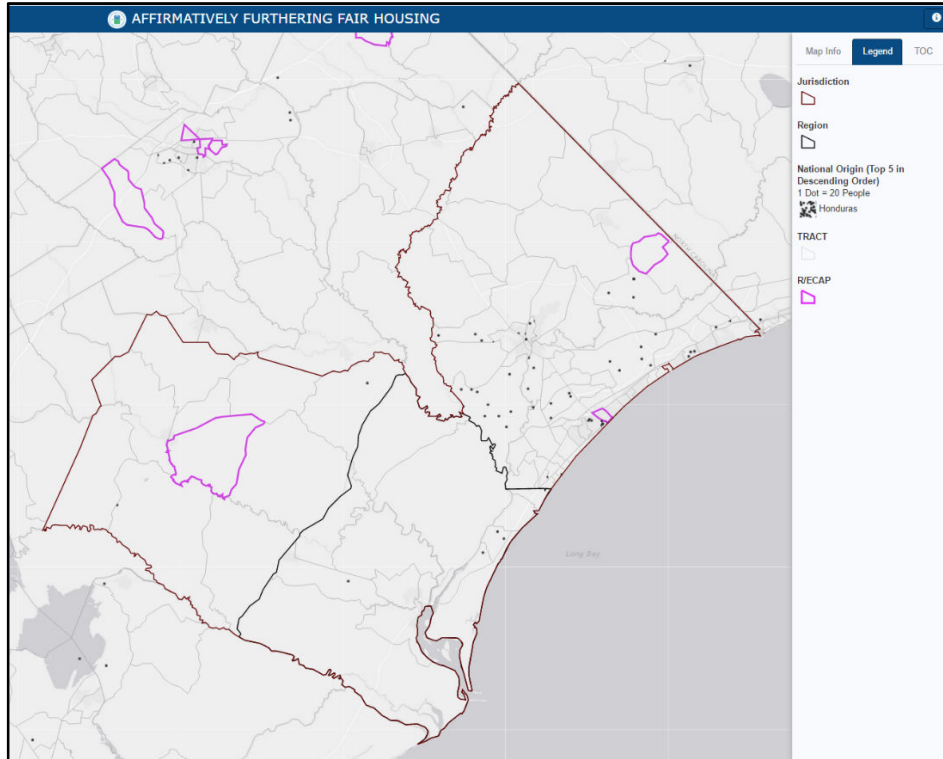 AFFIRMATIVELY FURTHERING FAIR HOUSING
Map Info Legend TOC
Jurisdiction
Region
National Origin (Top 5 in
Descending Order)
1 Dot = 20 People
Honduras
TRACT
R/ECAP
Long Bay